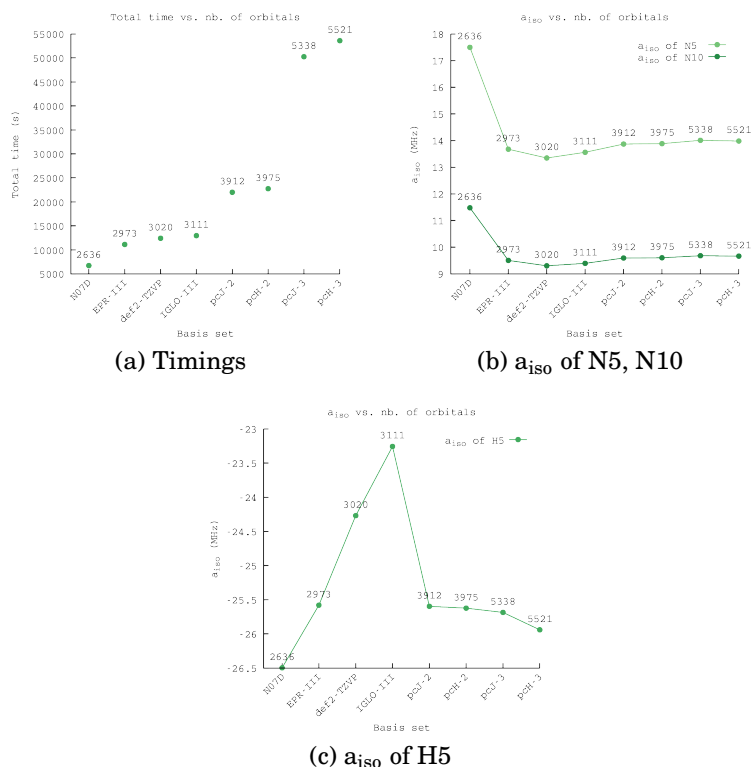 Total time vs. nb. of orbitals
55000
50000
45000
40000
35000
30000
25000
20000
15000
10000
5000
Total time (s)
2636
2973
3020
3111
3912
3975
5338
5521
N07D
EPR-III
def2-TZVP
IGLO-III
pcJ-2
pcH-2
pcJ-3
pcH-3
Basis set
(a) Timings
aiso vs. nb. of orbitals
18
17
16
15
14
13
12
11
10
9
aiso (MHz)
aiso of N5
aiso of N10
2636
2973
3020
3111
3912
3975
5338
5521
2636
2973
3020
3111
3912
3975
5338
5521
N07D
EPR-III
def2-TZVP
IGLO-III
pcJ-2
pcH-2
pcJ-3
pcH-3
Basis set
(b) aiso of N5, N10
aiso vs. nb. of orbitals
-23
-23.5
-24
-24.5
-25
-25.5
-26
-26.5
aiso (MHz)
aiso of H5
2636
2973
3020
3111
3912
3975
5338
5521
N07D
EPR-III
def2-TZVP
IGLO-III
pcJ-2
pcH-2
pcJ-3
pcH-3
Basis set
(c) aiso of H5